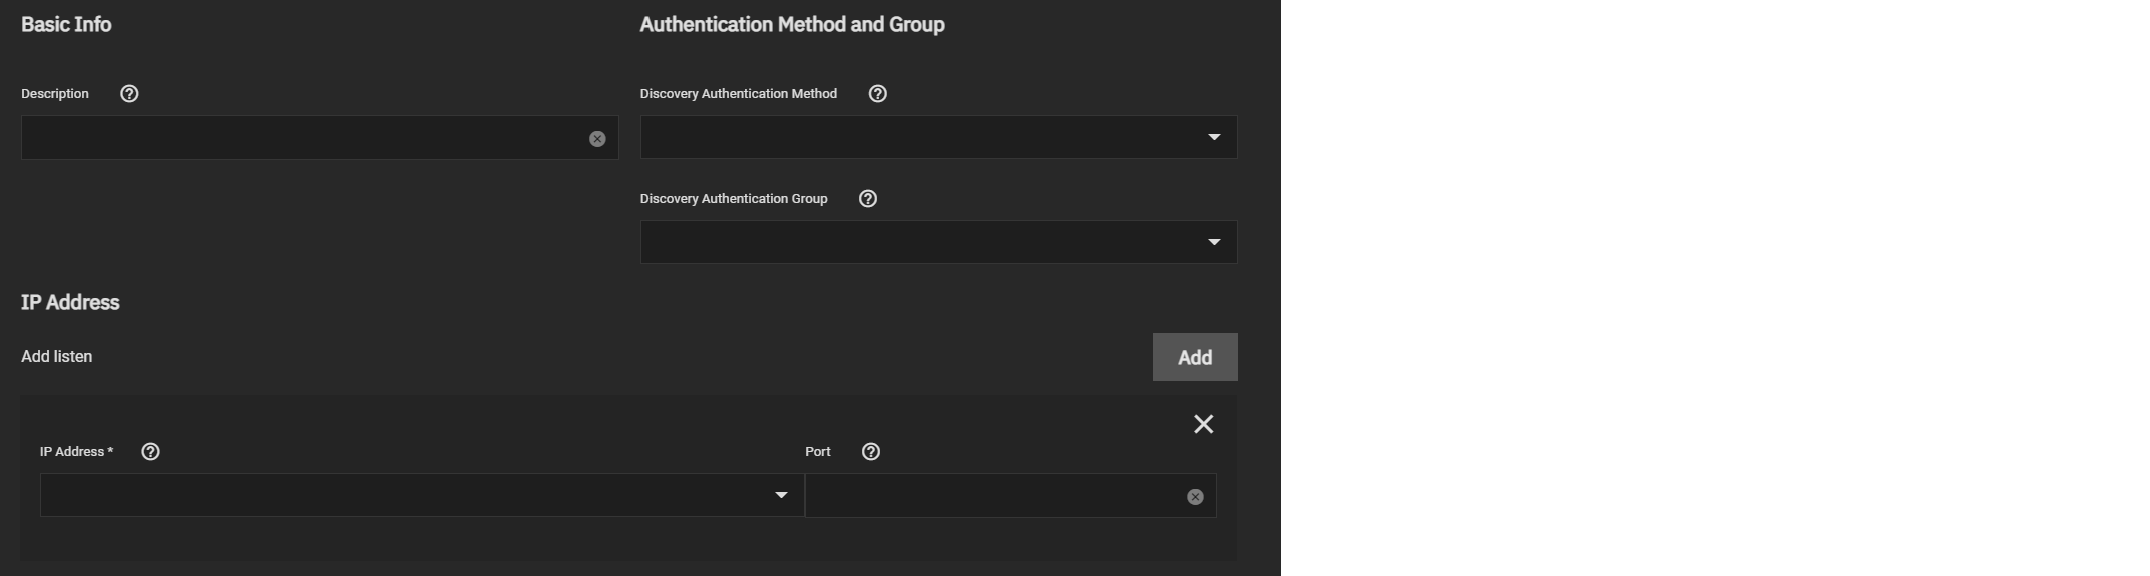 Basic Info
Authentication Method and Group
Description
Discovery Authentication Method
Discovery Authentication Group
IP Address
Add listen
Add
IP Address *
Port